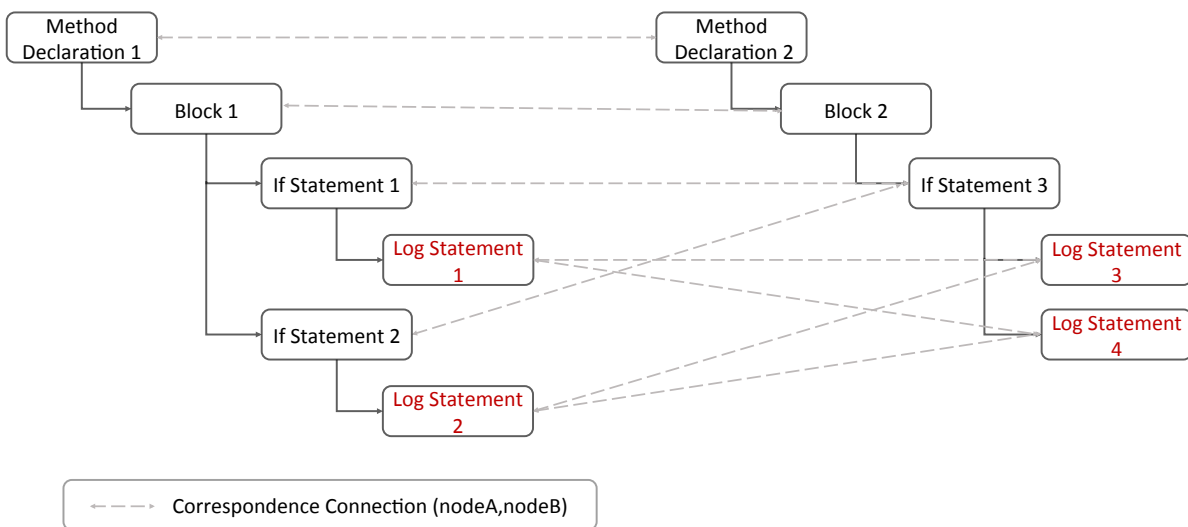 Method
Declaration 1
Method
Declaration 2
Block 1
Block 2
If Statement 1
If Statement 3
Log Statement
1
Log Statement
3
If Statement 2
Log Statement
4
Log Statement
2
Correspondence Connection (nodeA,nodeB)